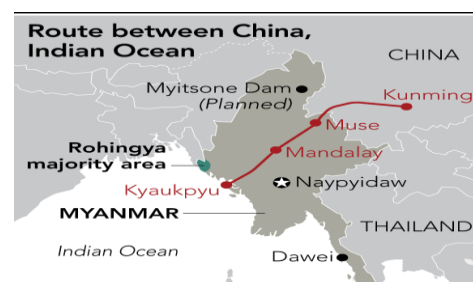 Route between China,
Indian Ocean
CHINA
Myitsone Dam
(Planned)
Kunming
Muse
Rohingya
majority area
Mandalay
Kyaukpyu
Naypyidaw
MYANMAR
THAILAND
Indian Ocean
Dawei